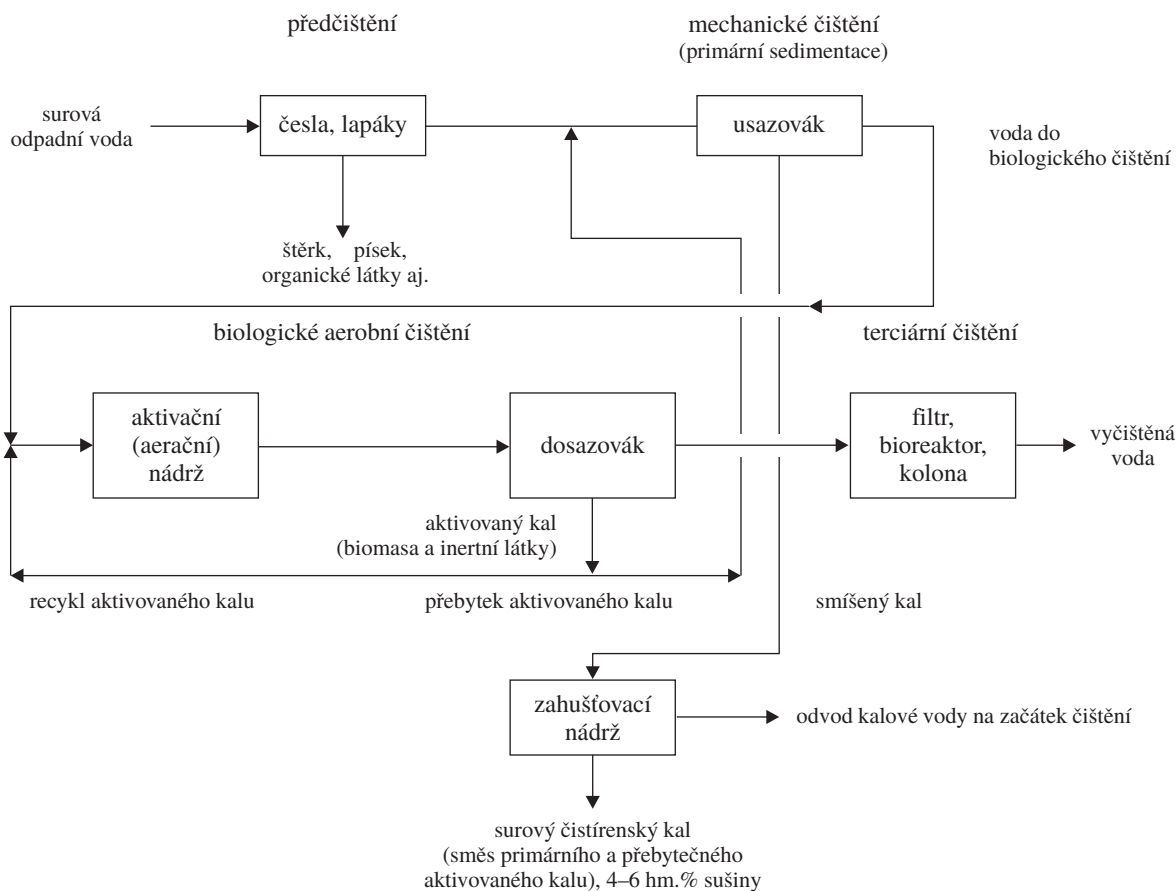 předčištění
mechanické čištění
(primární sedimentace)
surová
odpadní voda
česla, lapáky
usazovák
voda do
biologického čištění
štěrk, písek,
organické látky aj.
biologické aerobní čištění
terciární čištění
aktivační
(aerační)
nádrž
dosazovák
filtr,
bioreaktor,
kolona
vyčištěná
voda
aktivovaný kal
(biomasa a inertní látky)
recykl aktivovaného kalu
přebytek aktivovaného kalu
smíšený kal
zahušťovací
nádrž
odvod kalové vody na začátek čištění
surový čistírenský kal
(směs primárního a přebytečného
aktivovaného kalu), 4–6 hm.% sušiny